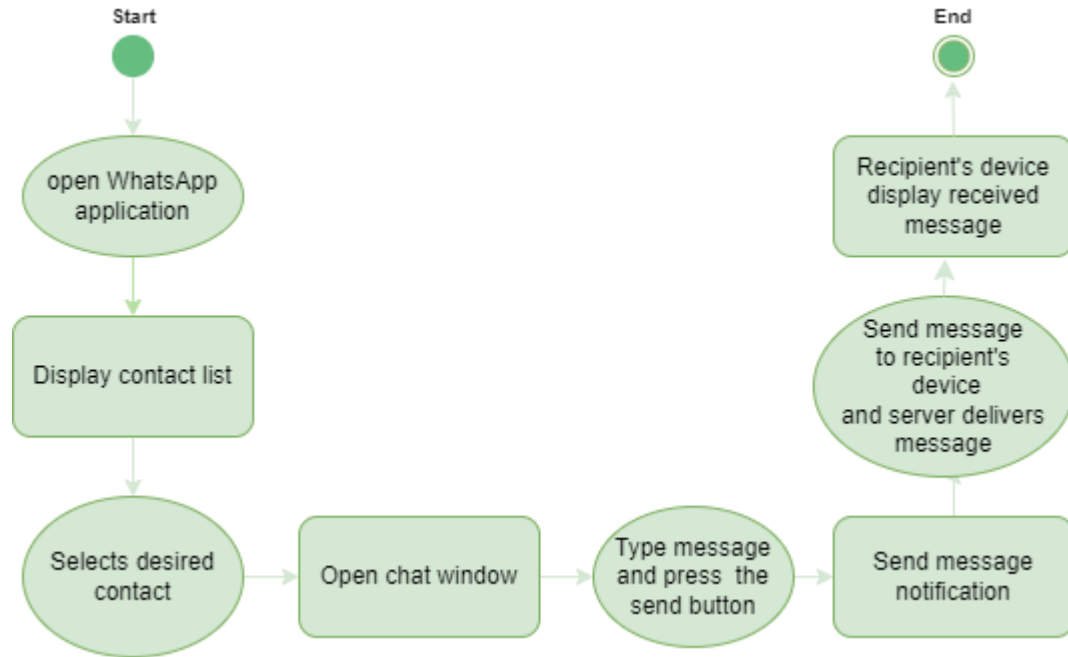 Start
open WhatsApp
application
Display contact list
Selects desired
contact
Open chat window
Type message
and press the
send button
Send message
notification
Send message
to recipient's
device
and server delivers
message
Recipient's device
display received
message
End